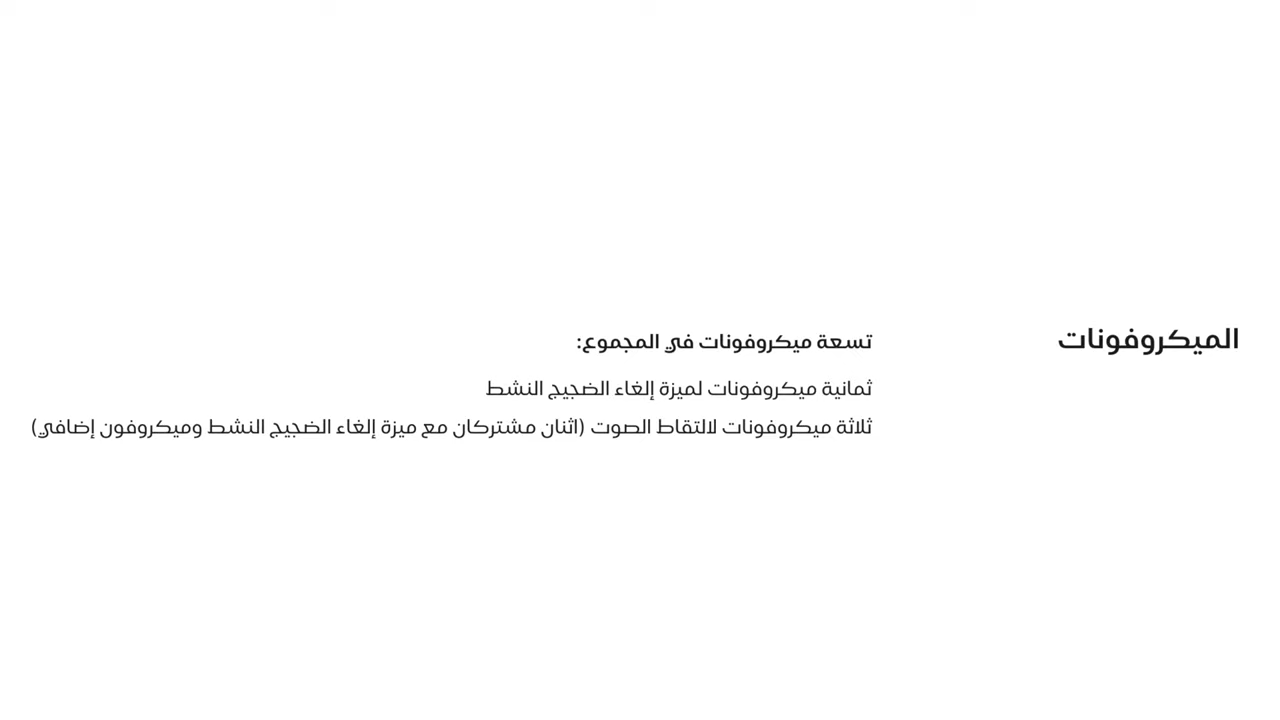 الميكروفونات
تسعة ميكروفونات في المجموع:
ثمانية ميكروفونات لميزة إلغاء الضجيج النشط
ثلاثة ميكروفونات لالتقاط الصوت (اثنان مشتركان مع ميزة إلغاء الضجيج النشط وميكروفون إضافي)